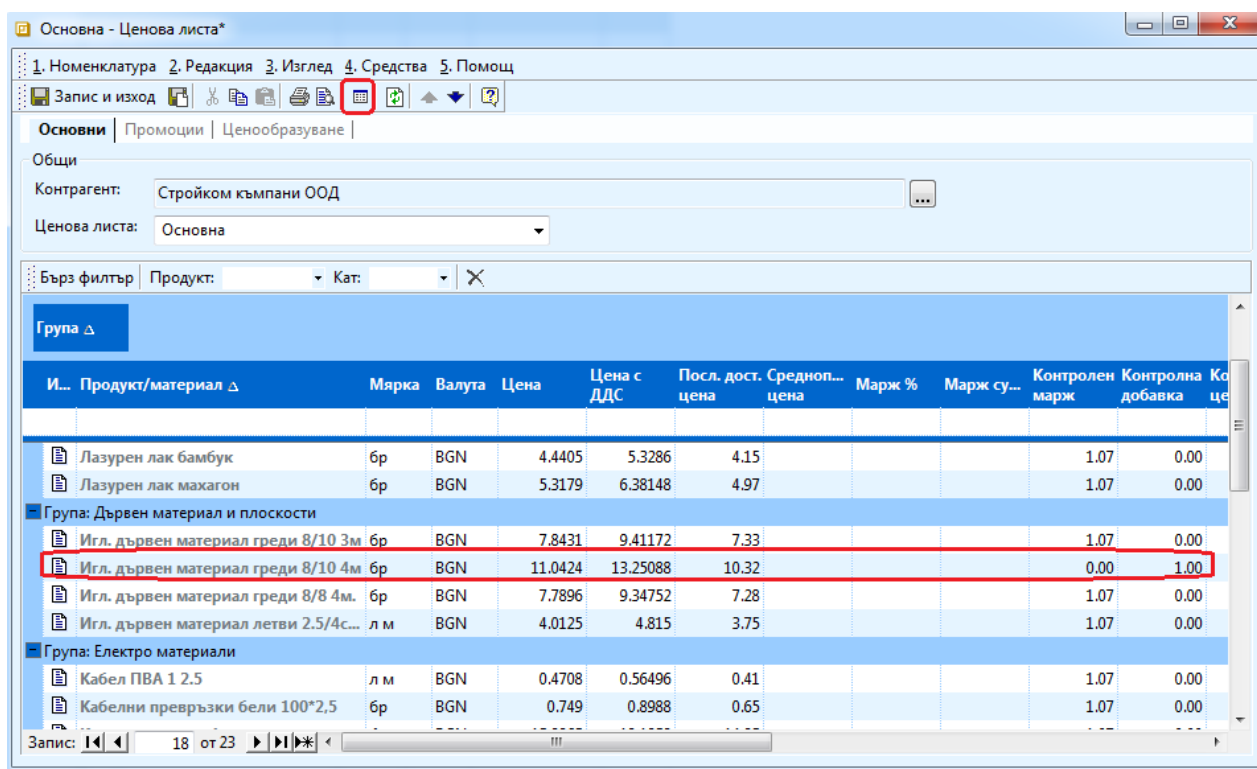 Основна - Ценова листа*
1. Номенклатура 2. Редакция 3. Изглед 4. Средства 5. Помощ
Запис и изход
Основни | Промоции | Ценообразуване |
Общи
Контрагент: Стройком къмпани ООД ...
Ценова листа: Основна
Бърз филтър Продукт: Кат:
Група
И... Продукт/материал Мярка Валута Цена Цена с ДДС Посл. дост. цена Среднoп... цена Марж % Марж су... Контролен марж Контролна добавка Ко це
Лазурен лак бамбук бр BGN 4.4405 5.3286 4.15 1.07 0.00
Лазурен лак махагон бр BGN 5.3179 6.38148 4.97 1.07 0.00
Група: Дървен материал и плоскости
Игл. дървен материал греди 8/10 3м бр BGN 7.8431 9.41172 7.33 1.07 0.00
Игл. дървен материал греди 8/10 4м бр BGN 11.0424 13.25088 10.32 0.00 1.00
Игл. дървен материал греди 8/8 4м. бр BGN 7.7896 9.34752 7.28 1.07 0.00
Игл. дървен материал летви 2.5/4с... л м BGN 4.0125 4.815 3.75 1.07 0.00
Група: Електро материали
Кабел ПВА 1 2.5 л м BGN 0.4708 0.56496 0.41 1.07 0.00
Кабелни превръзки бели 100*2,5 бр BGN 0.749 0.8988 0.65 1.07 0.00
Запис: 18 от 23